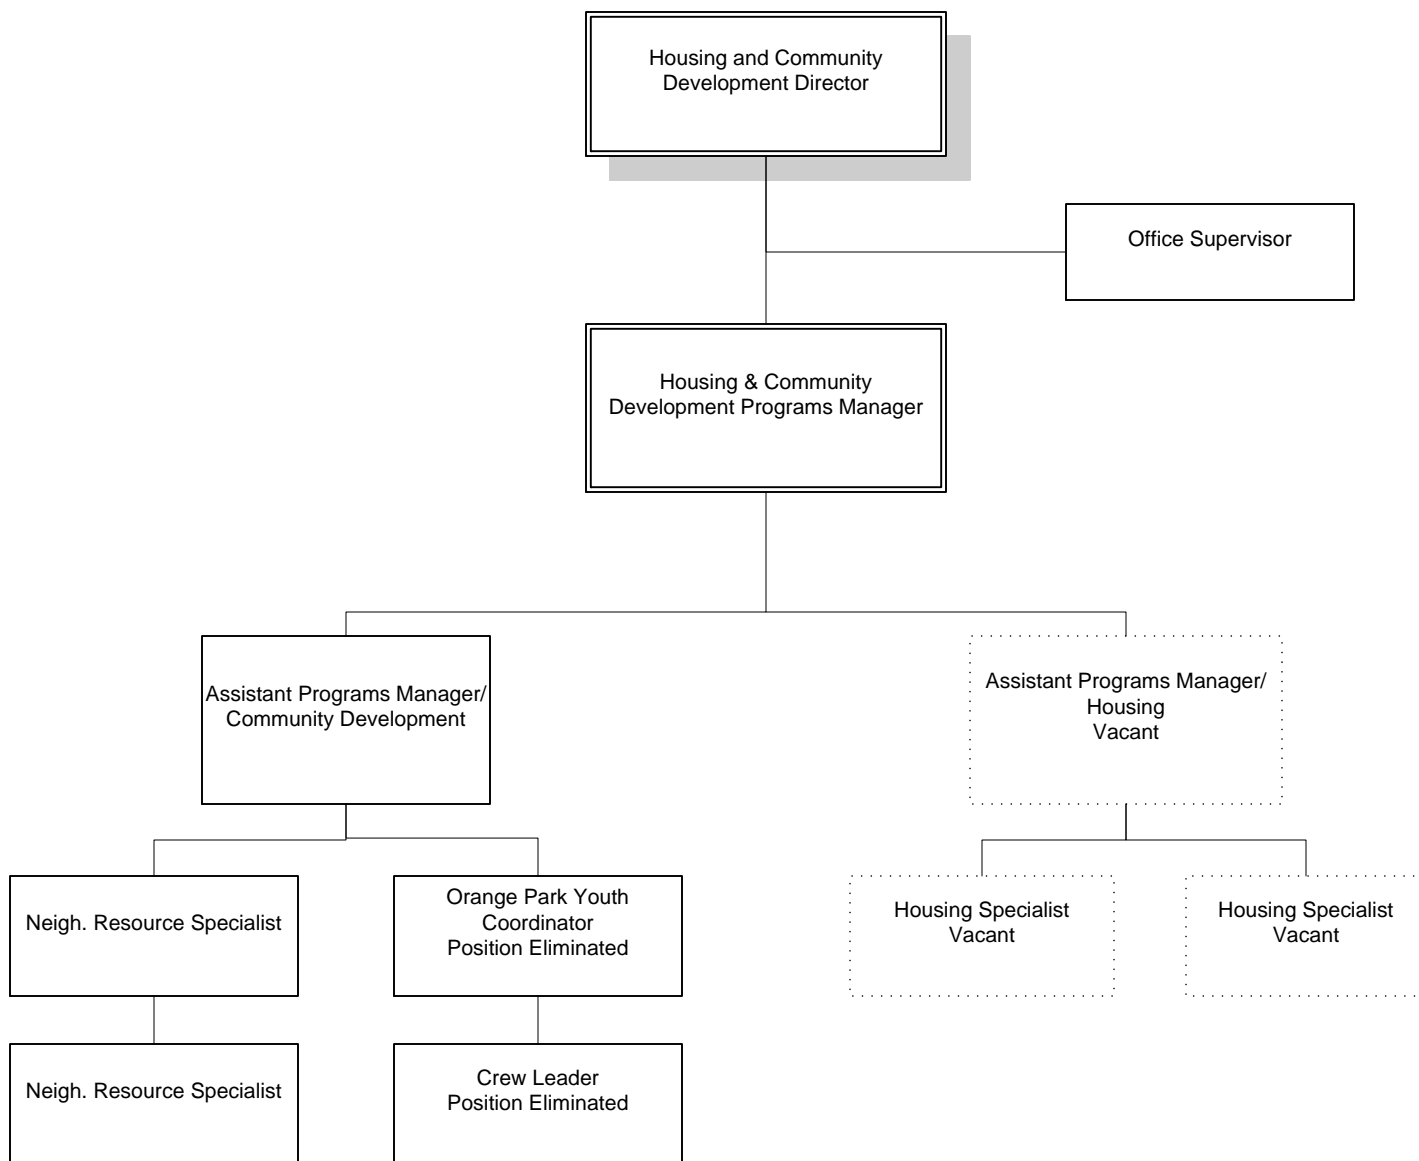 Housing and Community
Development Director
Office Supervisor
Housing & Community
Development Programs Manager
Assistant Programs Manager/
Community Development
Assistant Programs Manager/
Housing
Vacant
Neigh. Resource Specialist
Orange Park Youth
Coordinator
Position Eliminated
Housing Specialist
Vacant
Housing Specialist
Vacant
Neigh. Resource Specialist
Crew Leader
Position Eliminated